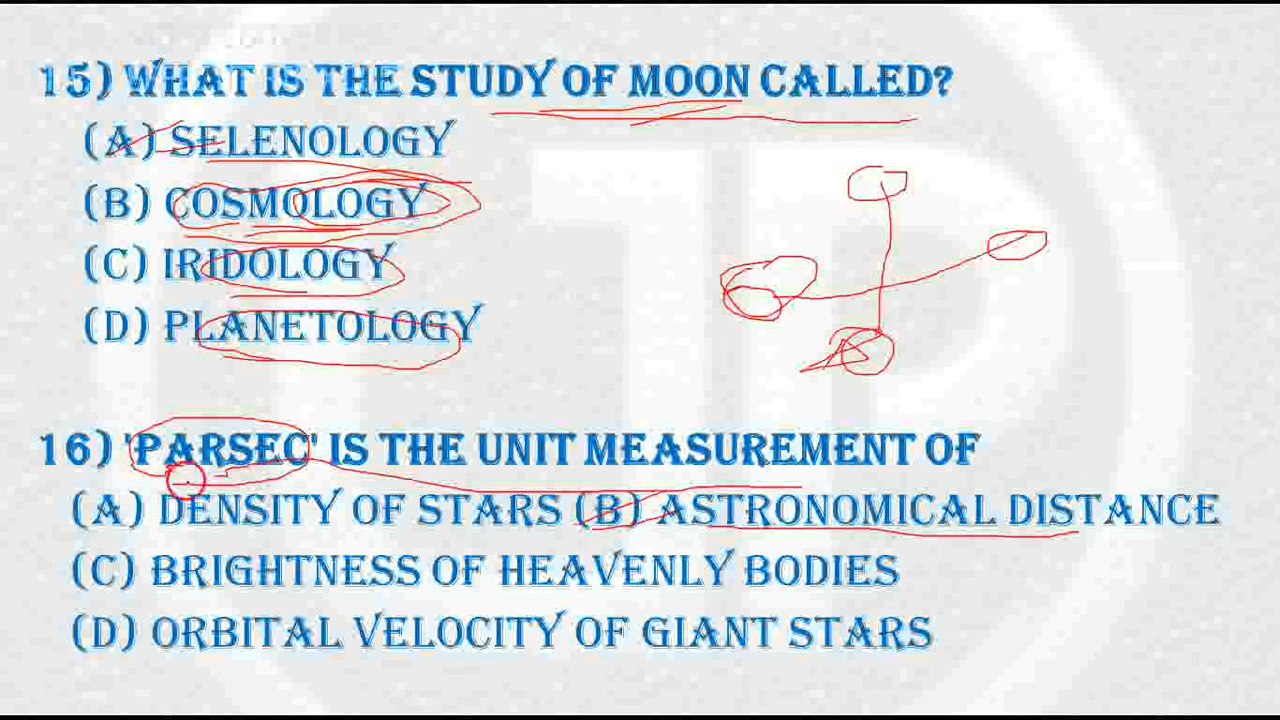 15) WHAT IS THE STUDY OF MOON CALLED?
(A) SELENOLOGY
(B) COSMOLOGY
(C) IRIDOLOGY
(D) PLANETOLOGY
16) 'PARSEC' IS THE UNIT MEASUREMENT OF
(A) DENSITY OF STARS (B) ASTRONOMICAL DISTANCE
(C) BRIGHTNESS OF HEAVENLY BODIES
(D) ORBITAL VELOCITY OF GIANT STARS